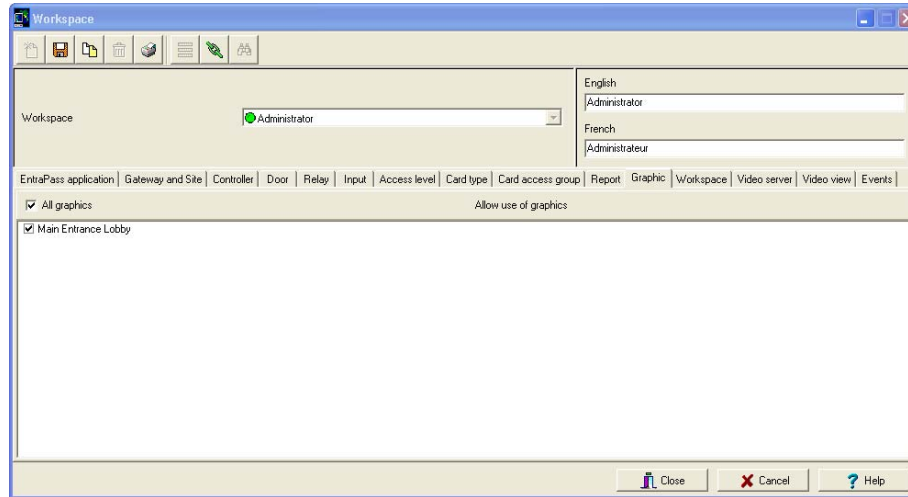 Workspace
English
Administrator
Workspace
Administrator
French
Administrateur
EntraPass application Gateway and Site Controller Door Relay Input Access level Card type Card access group Report Graphic Workspace Video server Video view Events
All graphics Allow use of graphics
Main Entrance Lobby
Close Cancel Help